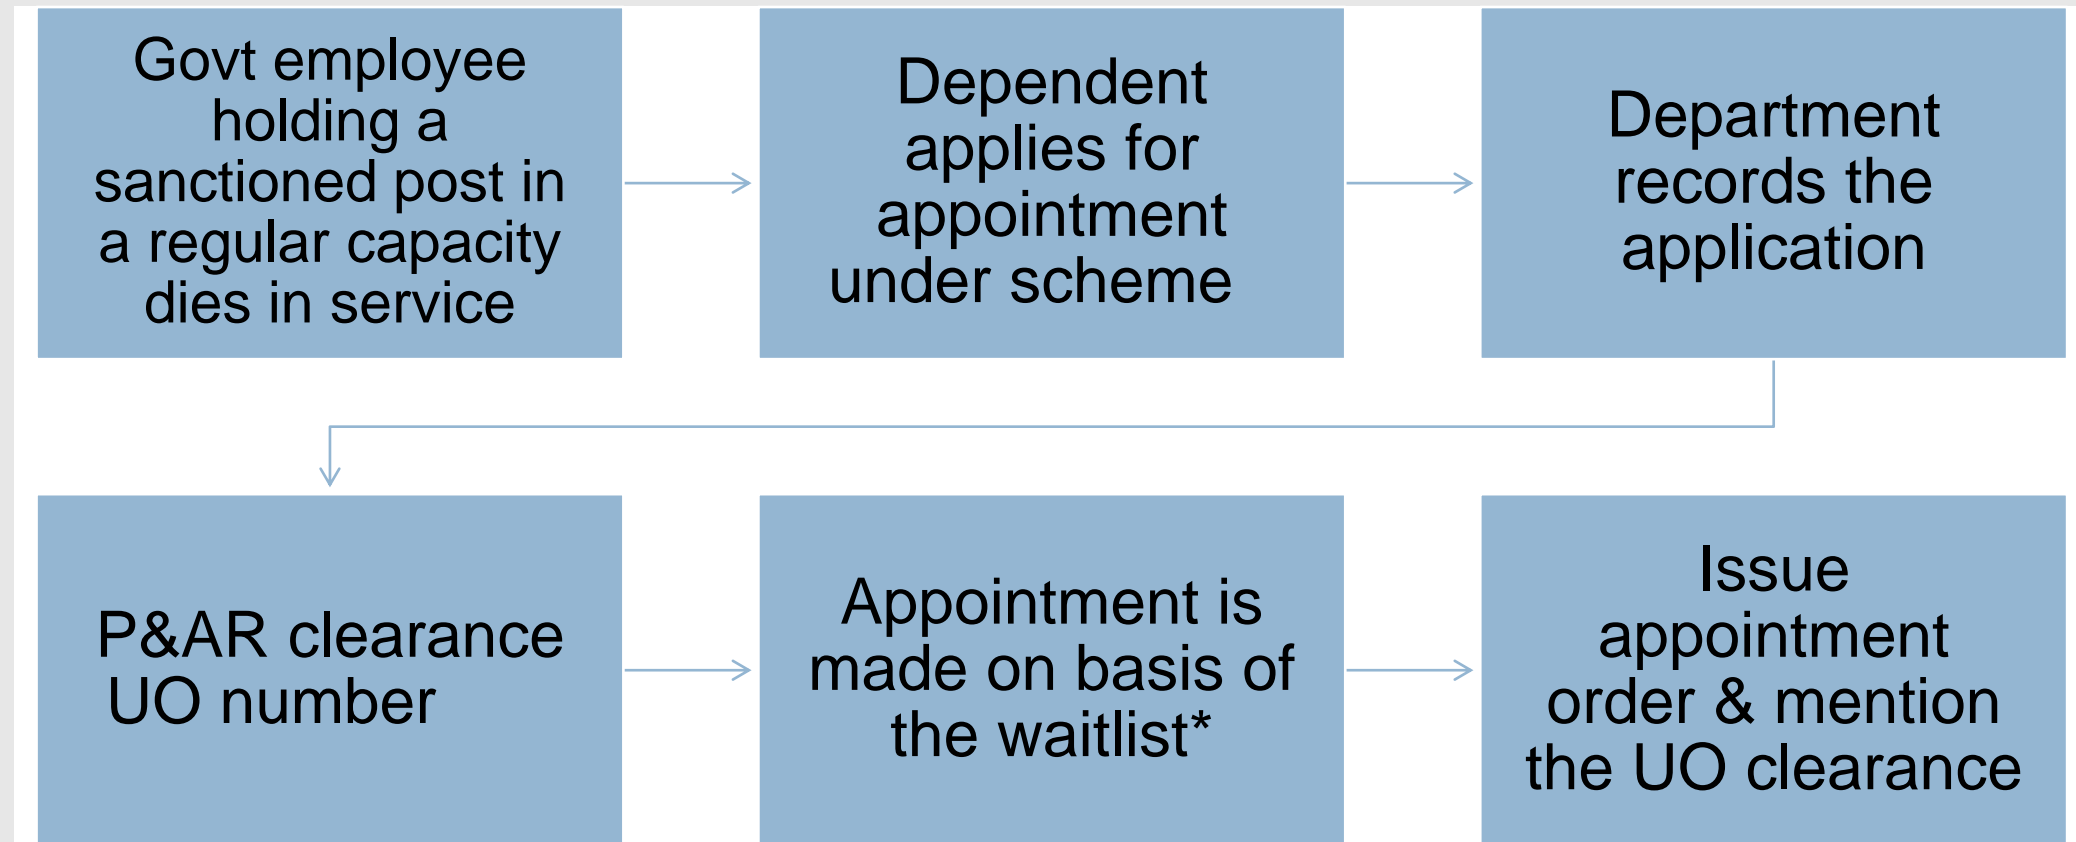 Govt employee
holding a
sanctioned post in
a regular capacity
dies in service
Dependent
applies for
appointment
under scheme
Department
records the
application
P&AR clearance
UO number
Appointment is
made on basis of
the waitlist*
Issue
appointment
order & mention
the UO clearance